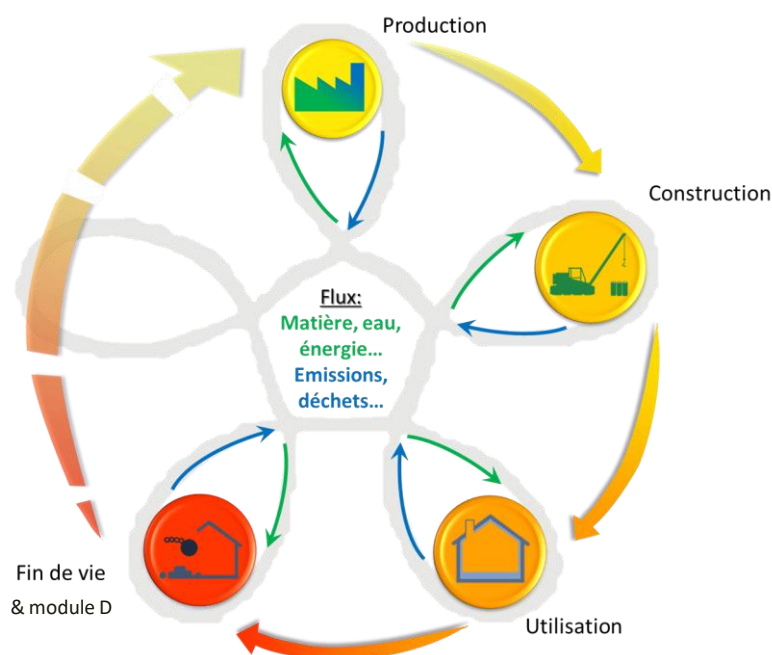 Production
Construction
Flux:
Matière, eau,
énergie...
Emissions,
déchets...
Fin de vie
& module D
Utilisation